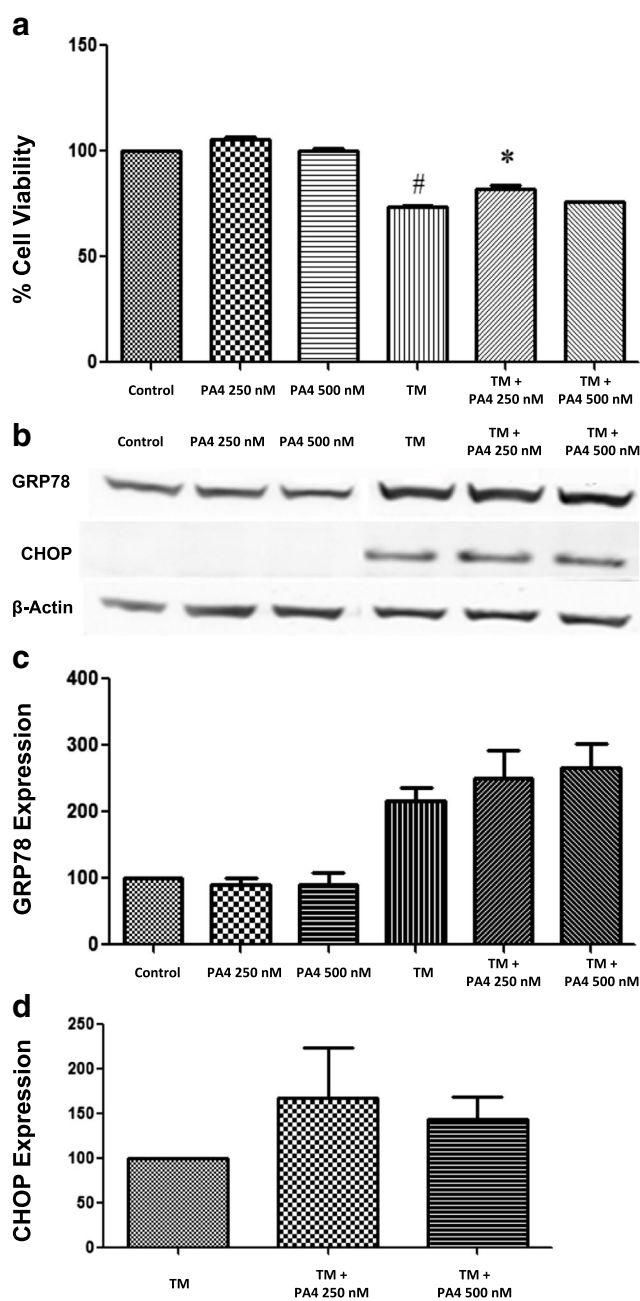 a
150
100
50
0
% Cell Viability
#
*
Control PA4 250 nM PA4 500 nM TM TM + PA4 250 nM TM + PA4 500 nM
b
Control PA4 250 nM PA4 500 nM TM TM + PA4 250 nM TM + PA4 500 nM
GRP78
CHOP
β-Actin
c
400
300
200
100
0
GRP78 Expression
Control PA4 250 nM PA4 500 nM TM TM + PA4 250 nM TM + PA4 500 nM
d
250
200
150
100
50
0
CHOP Expression
TM TM + PA4 250 nM TM + PA4 500 nM